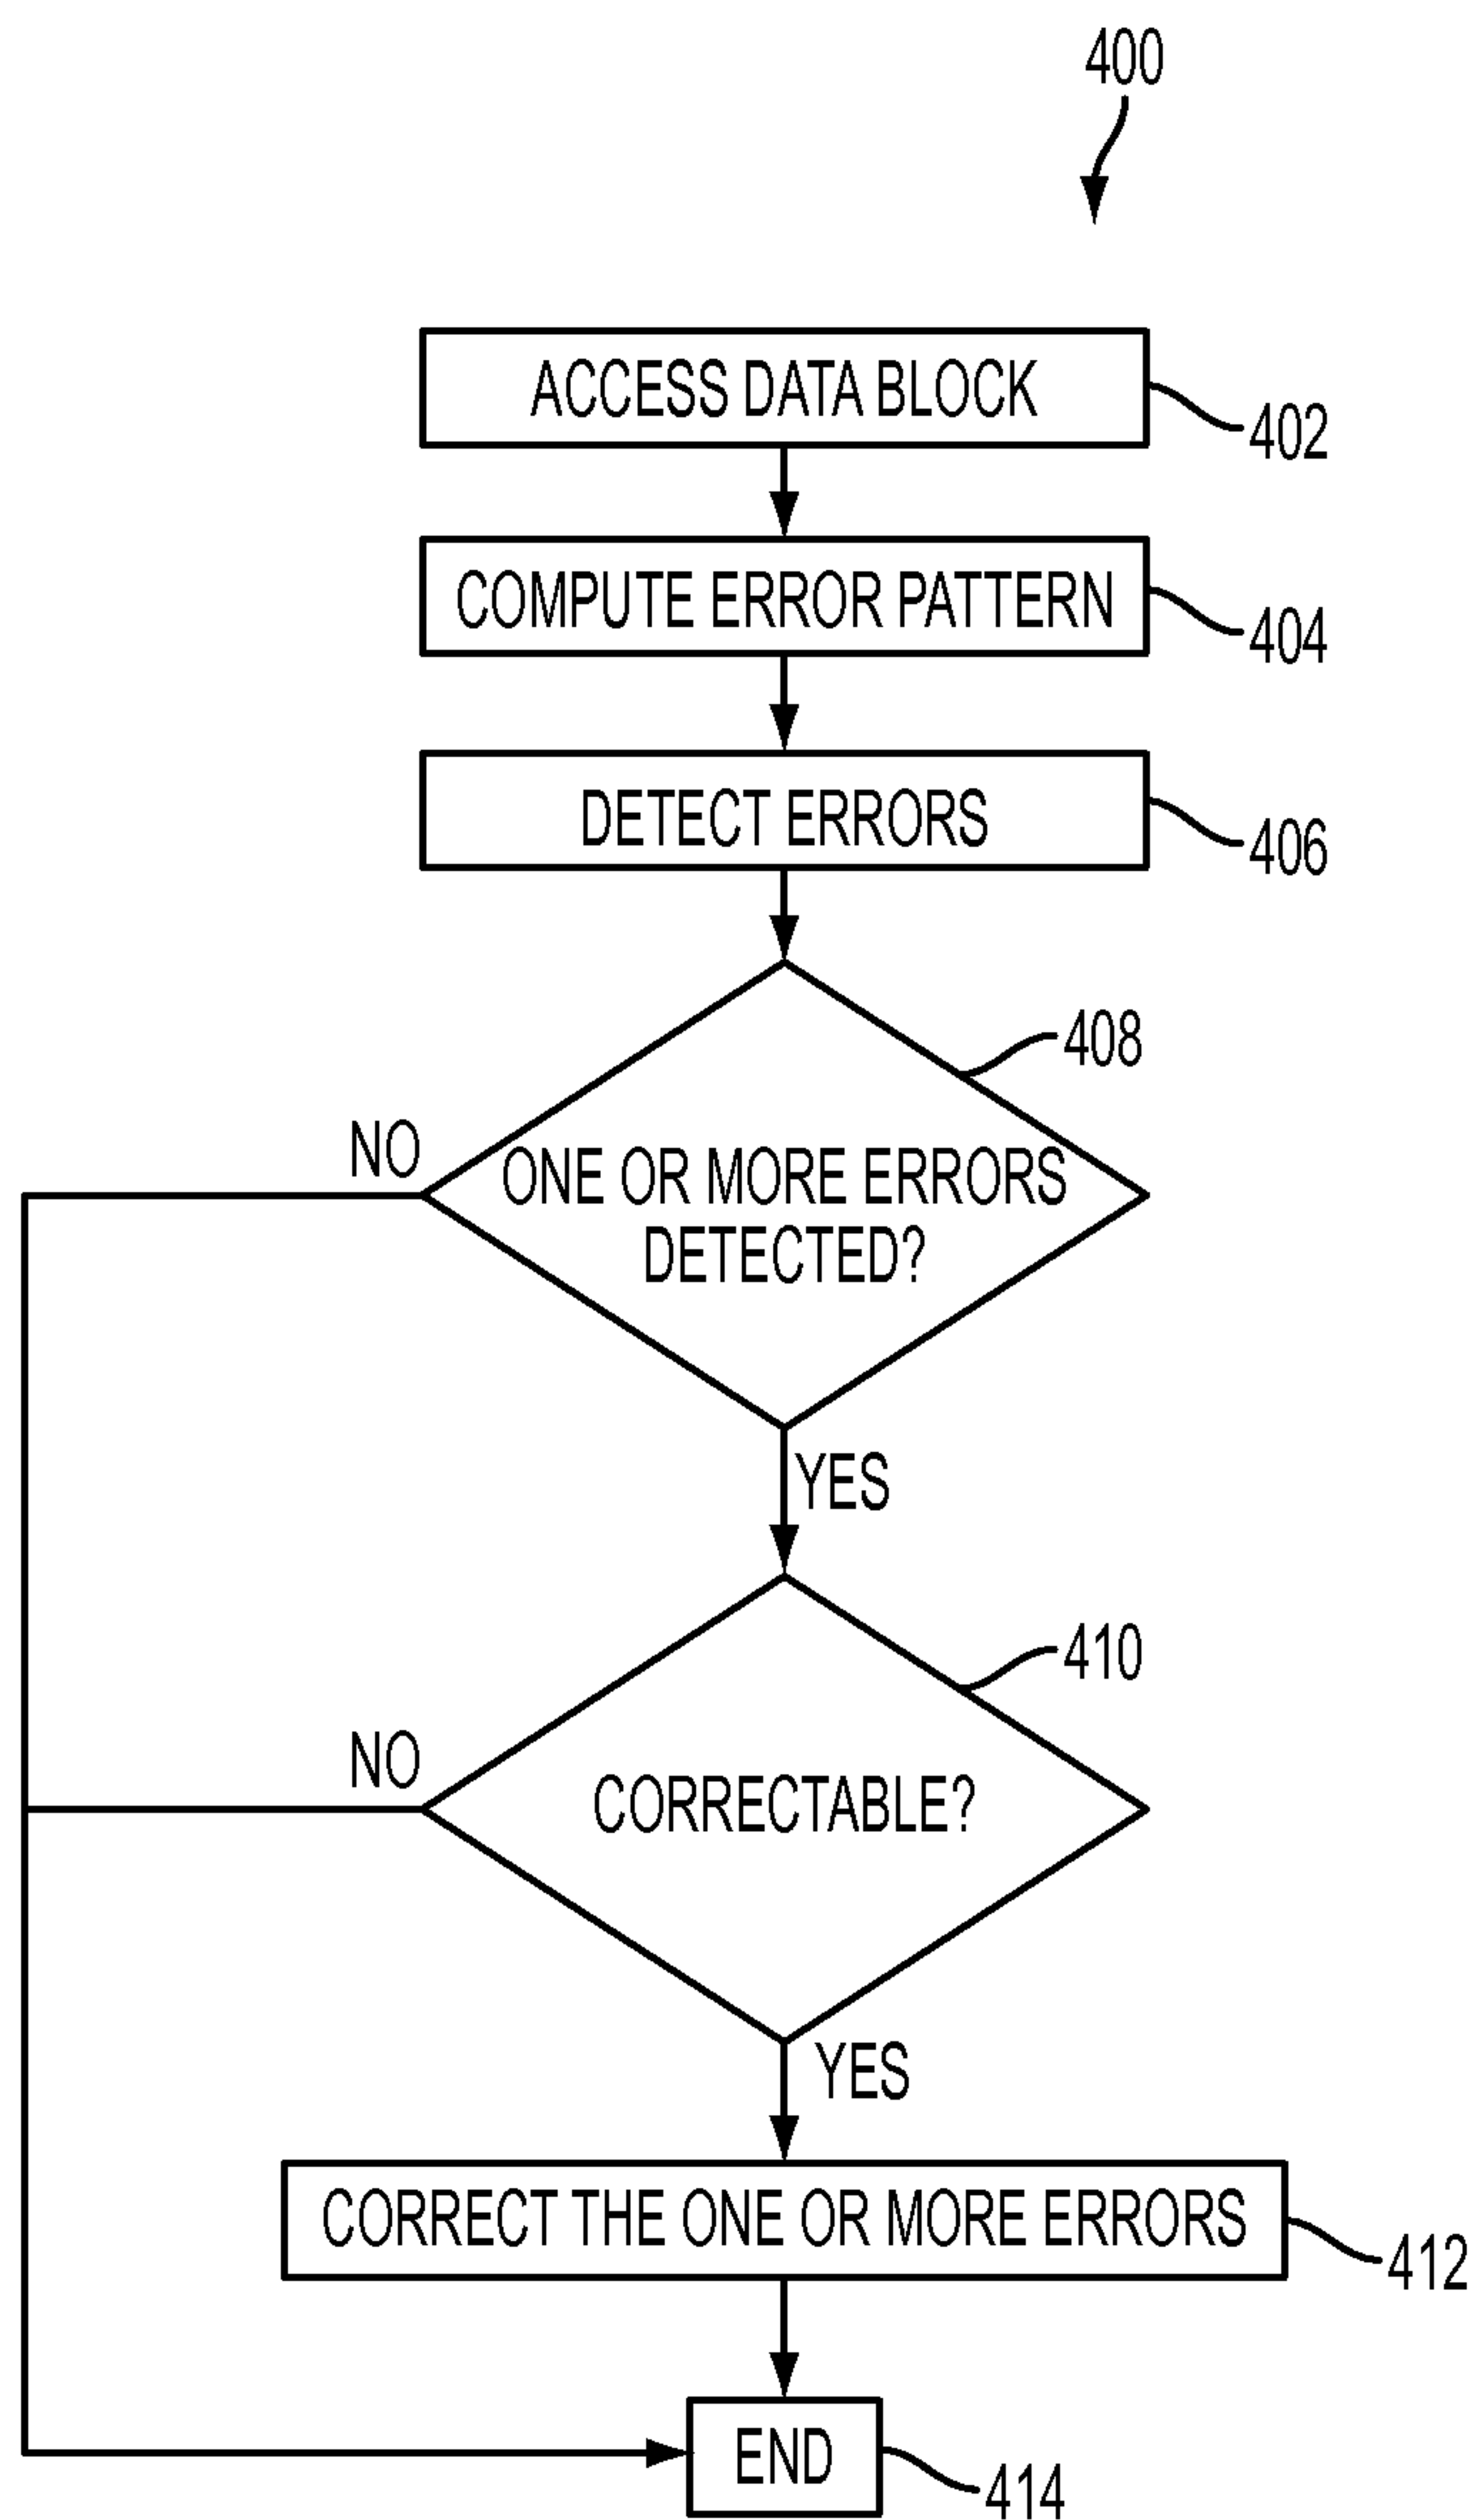 400
ACCESS DATA BLOCK
402
COMPUTE ERROR PATTERN
404
DETECT ERRORS
406
408
NO
ONE OR MORE ERRORS
DETECTED?
YES
410
NO
CORRECTABLE?
YES
CORRECT THE ONE OR MORE ERRORS
412
END
414